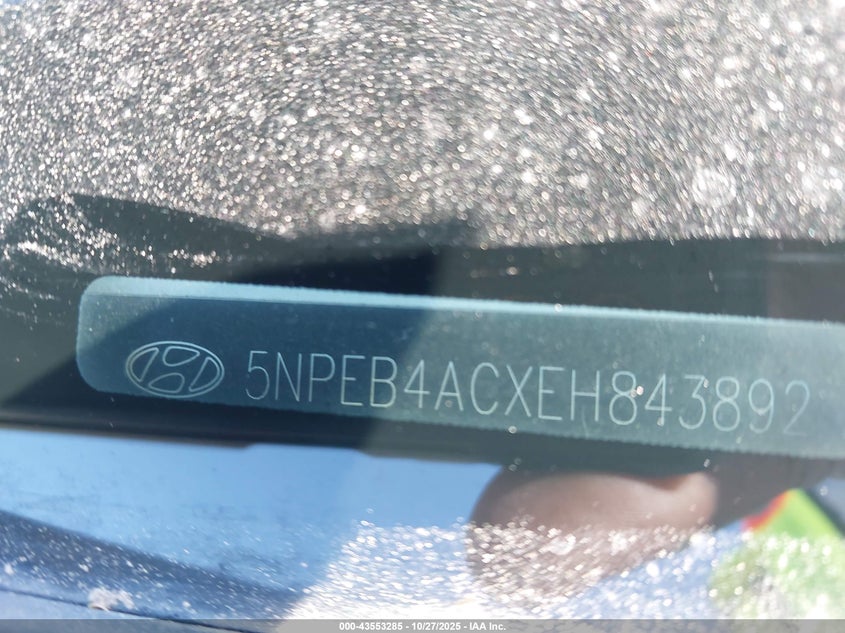 5NPEB4ACXEH843892
000-43553285 - 10/27/2025 - IAA Inc.